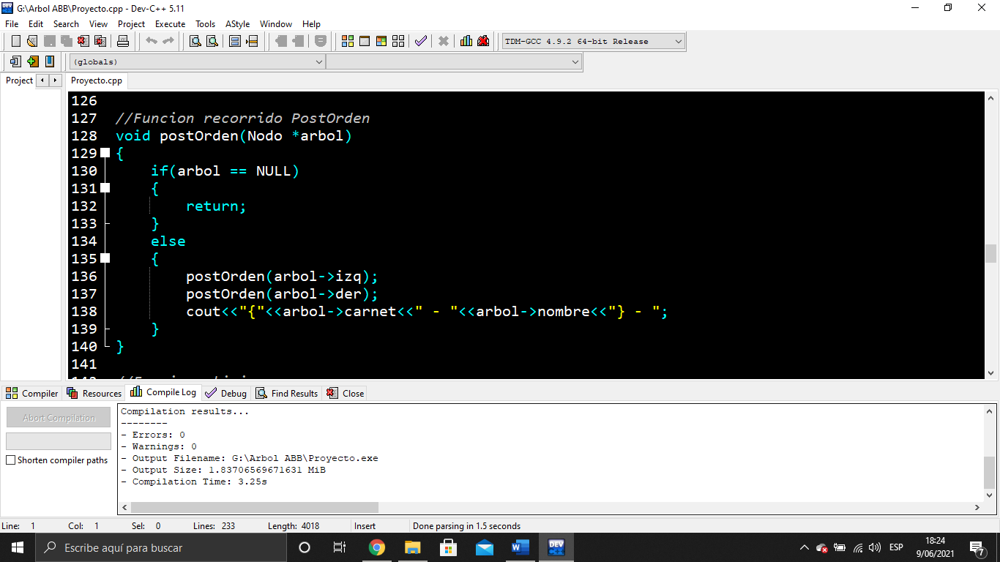 G:\Arbol ABB\Proyecto.cpp - Dev-C++ 5.11
File Edit Search View Project Execute Tools AStyle Window Help
TDM-GCC 4.9.2 64-bit Release
(globals)
Project
Proyecto.cpp
126
127 //Funcion recorrido PostOrden
128 void postOrden(Nodo *arbol)
129 {
130 if(arbol == NULL)
131 {
132 return;
133 }
134 else
135 {
136 postOrden(arbol->izq);
137 postOrden(arbol->der);
138 cout<<"{"<<arbol->carnet<<" - "<<arbol->nombre<<"} - ";
139 }
140 }
141
Compiler Resources Compile Log Debug Find Results Close
Abort Compilation
Shorten compiler paths
Compilation results...
--------
- Errors: 0
- Warnings: 0
- Output Filename: G:\Arbol ABB\Proyecto.exe
- Output Size: 1.83706569671631 MiB
- Compilation Time: 3.25s
Line: 1 Col: 1 Sel: 0 Lines: 233 Length: 4018 Insert Done parsing in 1.5 seconds
Escribe aquí para buscar
DEV
ESP
18:24
9/06/2021
7